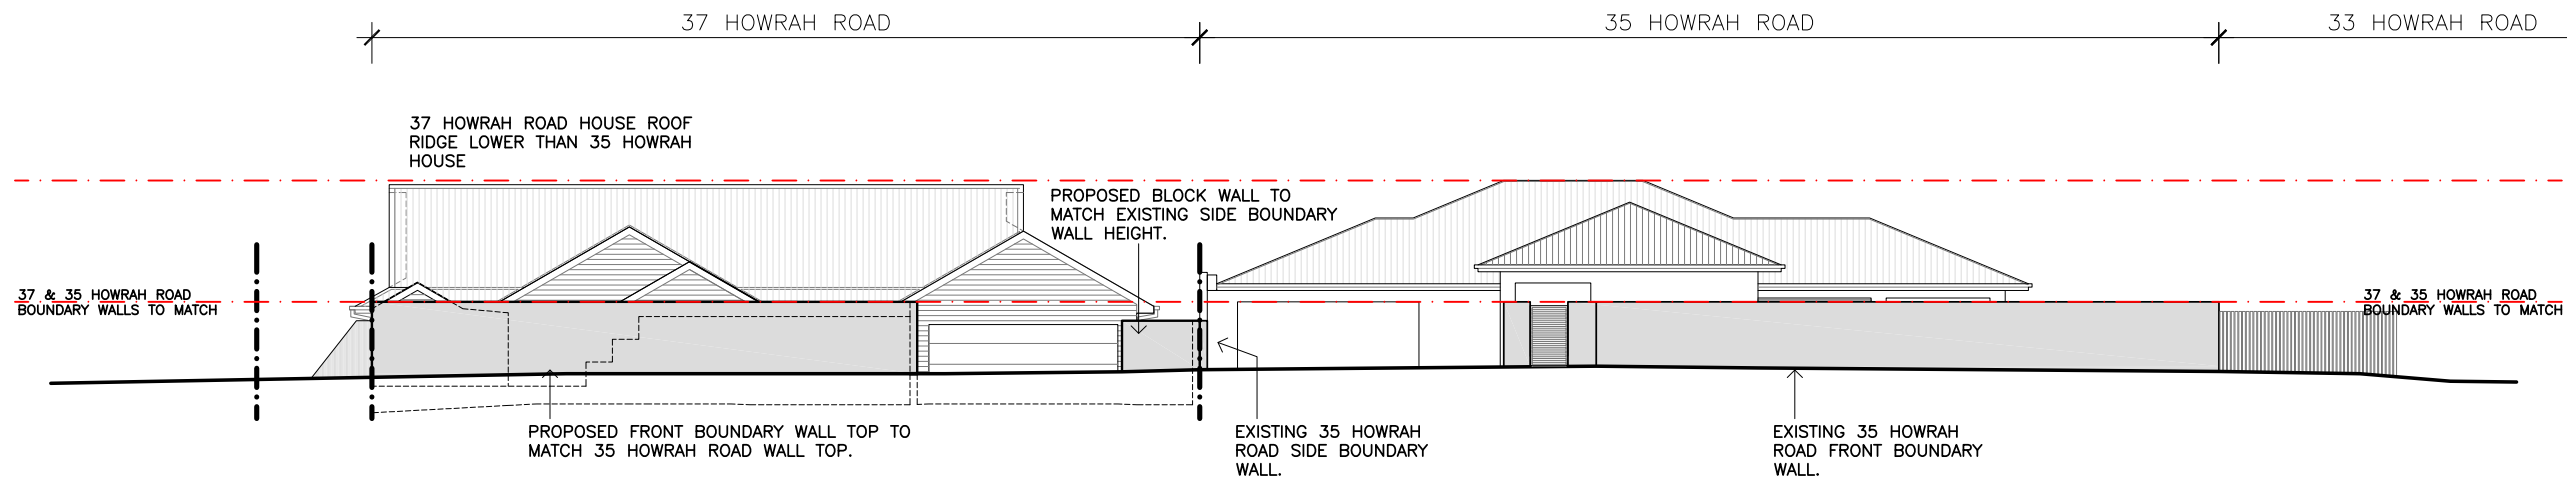 37 HOWRAH ROAD
35 HOWRAH ROAD
33 HOWRAH ROAD
37 HOWRAH ROAD HOUSE ROOF
RIDGE LOWER THAN 35 HOWRAH
HOUSE
PROPOSED BLOCK WALL TO
MATCH EXISTING SIDE BOUNDARY
WALL HEIGHT.
37 & 35 HOWRAH ROAD
BOUNDARY WALLS TO MATCH
37 & 35 HOWRAH ROAD
BOUNDARY WALLS TO MATCH
PROPOSED FRONT BOUNDARY WALL TOP TO
MATCH 35 HOWRAH ROAD WALL TOP.
EXISTING 35 HOWRAH
ROAD SIDE BOUNDARY
WALL.
EXISTING 35 HOWRAH
ROAD FRONT BOUNDARY
WALL.